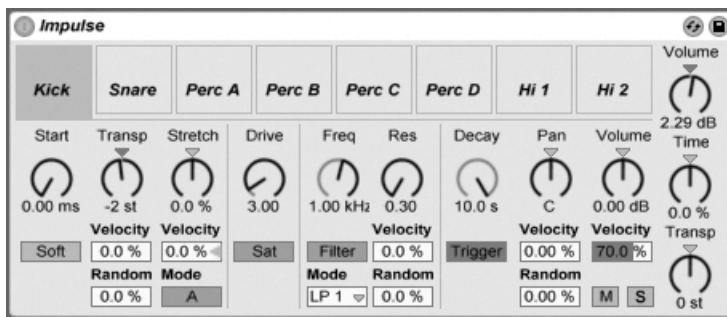 Impulse
Kick Snare Perc A Perc B Perc C Perc D Hi 1 Hi 2
Volume
2.29 dB
Start Transp Stretch Drive Freq Res Decay Pan Volume
Time
0.00 ms -2 st 0.0 % 3.00 1.00 kHz 0.30 10.0 s C 0.00 dB
0.0 %
Velocity Velocity Velocity Velocity Velocity
Transp
Soft 0.0 % 0.0 % Sat Filter 0.0 % Trigger 0.00 % 70.0 %
Random Mode Mode Random Random
0.0 % A LP 1 0.0 % 0.00 % M S
0 st